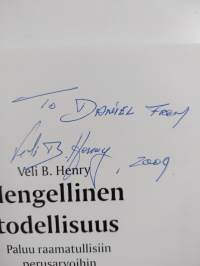 To Daniel From
Veli B. Henry, 2009
Veli B. Henry
Hengellinen
todellisuus
Paluu raamatullisiin
perusarvoihin